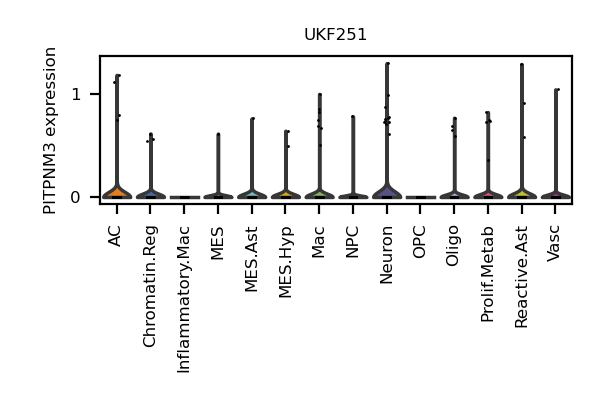 UKF251
PITPNM3 expression
1
0
AC
Chromatin.Reg
Inflammatory.Mac
MES
MES.Ast
MES.Hyp
Mac
NPC
Neuron
OPC
Oligo
Prolif.Metab
Reactive.Ast
Vasc